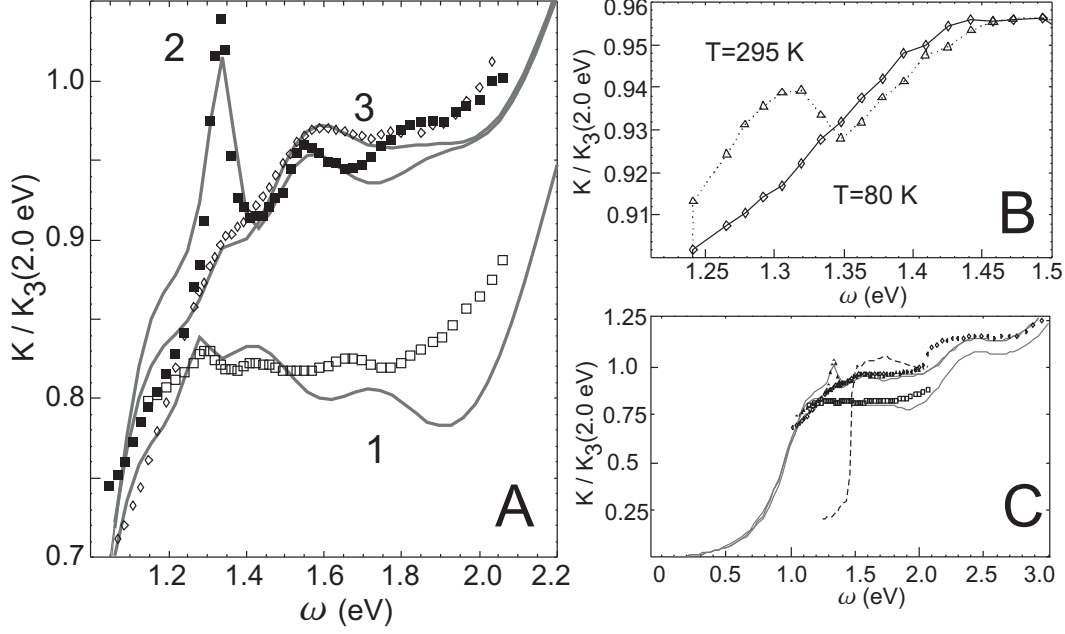 K / K₃(2.0 eV)
1.0
0.9
0.8
0.7
1.2 1.4 1.6 1.8 2.0 2.2
ω (eV)
2
3
1
A
K / K₃(2.0 eV)
0.96
0.95
0.94
0.93
0.92
0.91
1.25 1.3 1.35 1.4 1.45 1.5
ω (eV)
T=295 K
T=80 K
B
K / K₃(2.0 eV)
1.25
1.0
0.75
0.5
0.25
0 0.5 1.0 1.5 2.0 2.5 3.0
ω (eV)
C